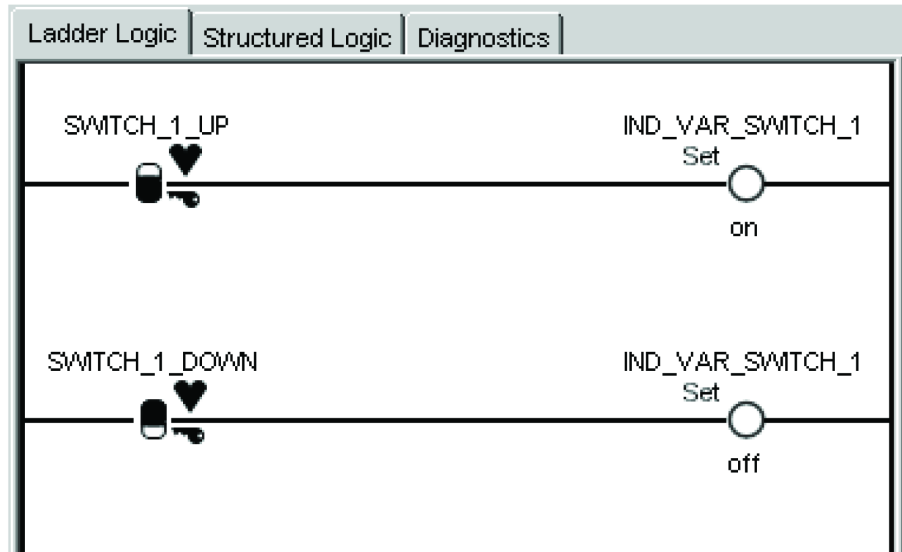 Ladder Logic Structured Logic Diagnostics
SWITCH_1_UP IND_VAR_SWITCH_1
Set
on
SWITCH_1_DOWN IND_VAR_SWITCH_1
Set
off